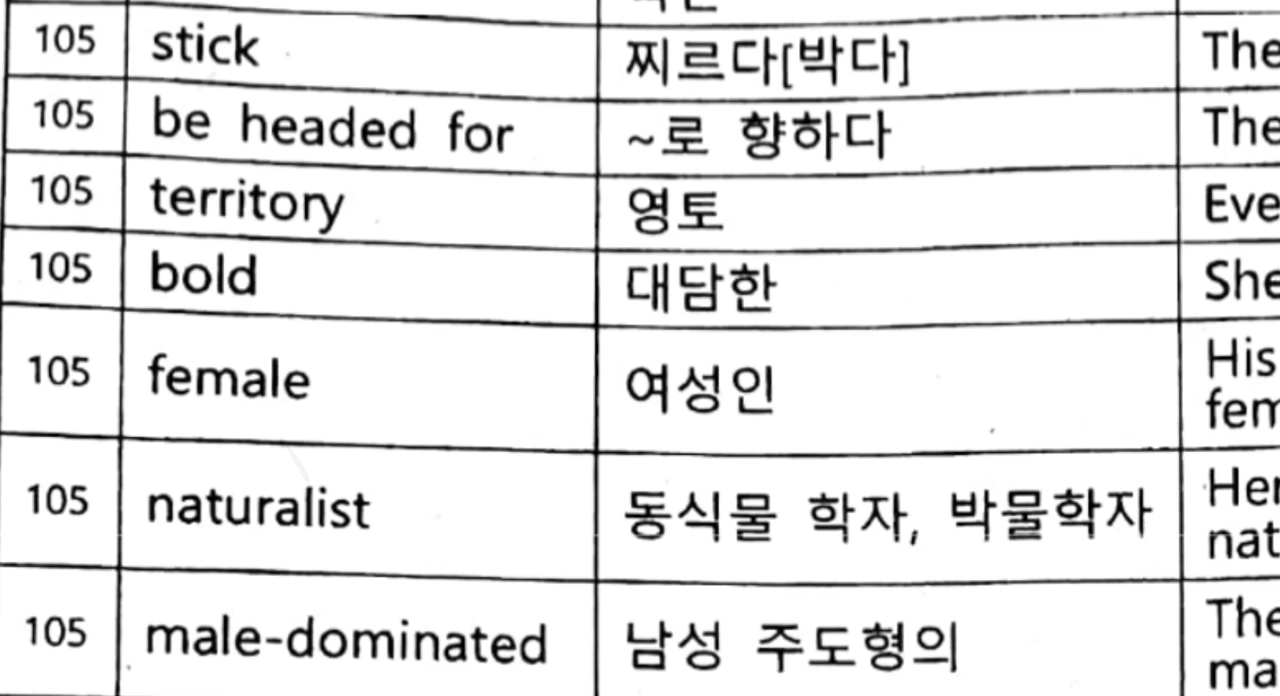 105 stick 찌르다[박다] The
105 be headed for ~로 향하다 The
105 territory 영토 Eve
105 bold 대담한 She
105 female 여성인 His
fem
105 naturalist 동식물 학자, 박물학자 Her
nat
105 male-dominated 남성 주도형의 The
ma